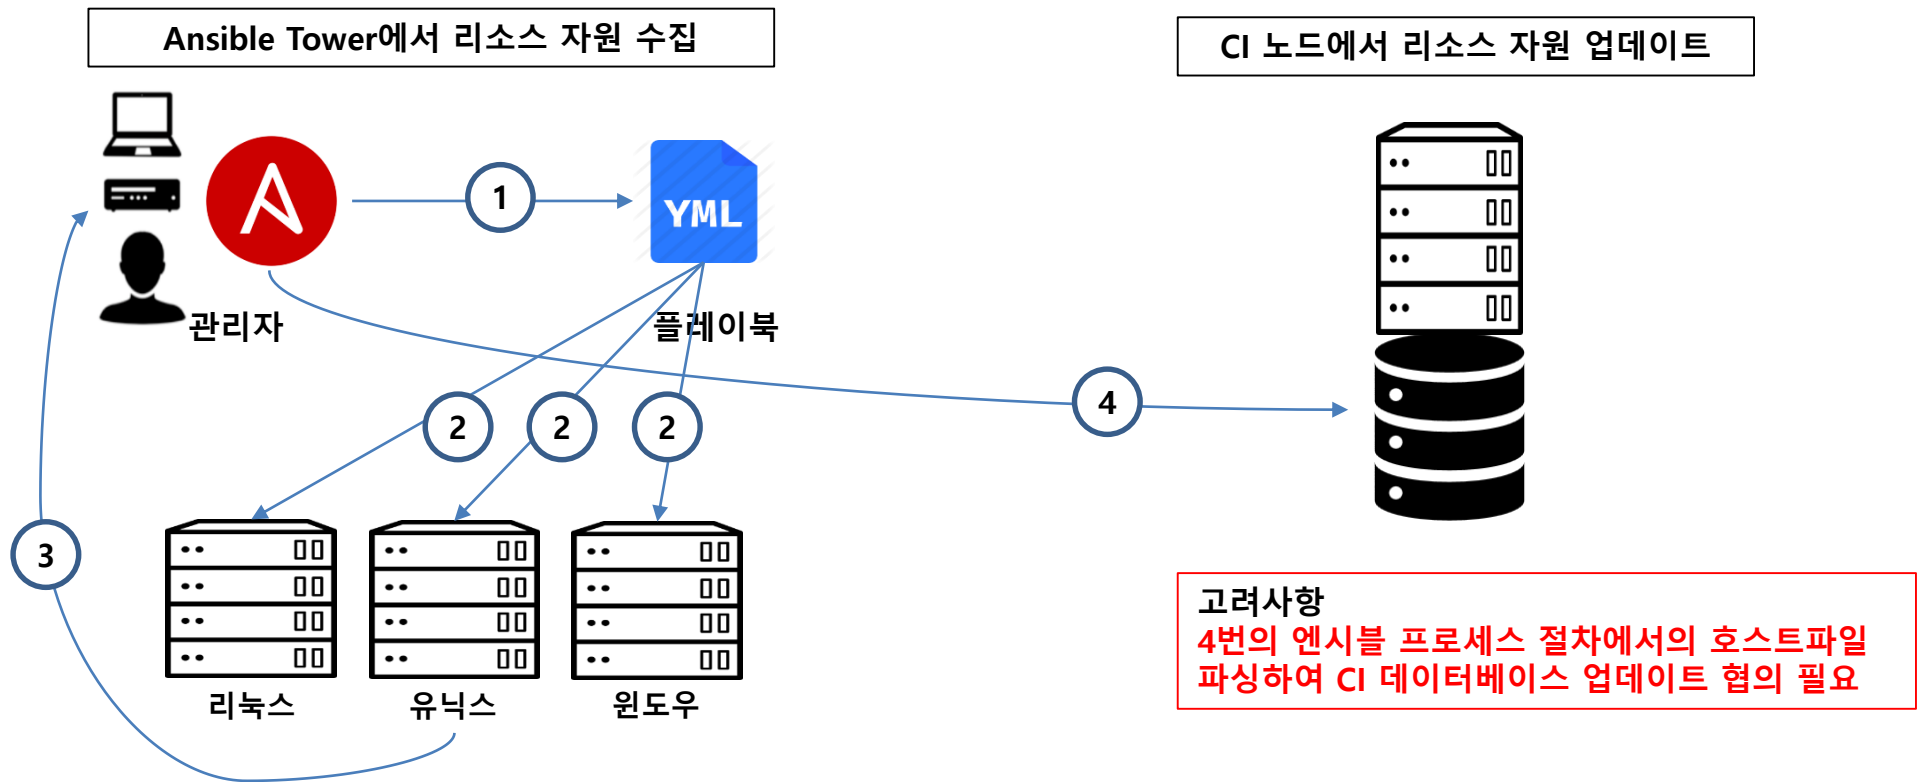 Ansible Tower에서 리소스 자원 수집
CI 노드에서 리소스 자원 업데이트
1
YML
관리자
플레이북
4
2
2
2
3
리눅스
유닉스
윈도우
고려사항
4번의 엔시블 프로세스 절차에서의 호스트파일
파싱하여 CI 데이터베이스 업데이트 협의 필요